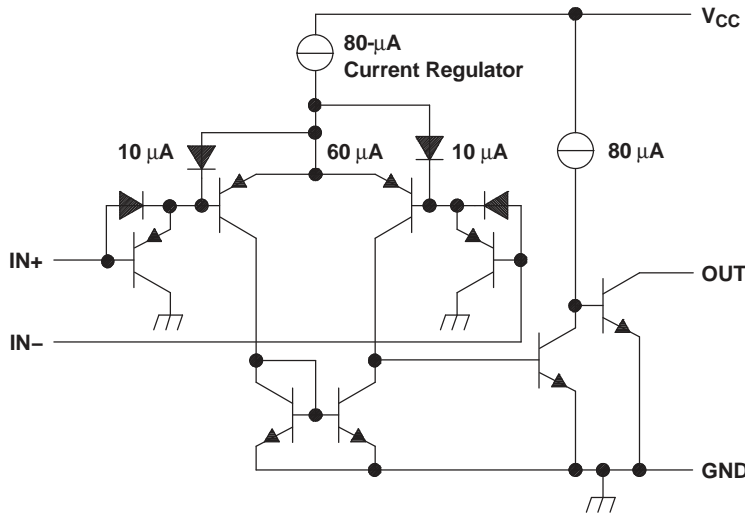 V_CC
80-μA
Current Regulator
10 μA
60 μA
10 μA
80 μA
IN+
OUT
IN−
GND